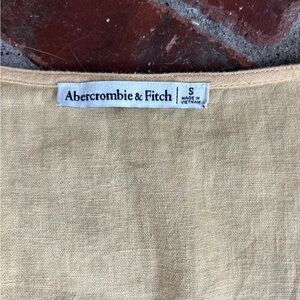 Abercrombie & Fitch
S
MADE IN
VIETNAM